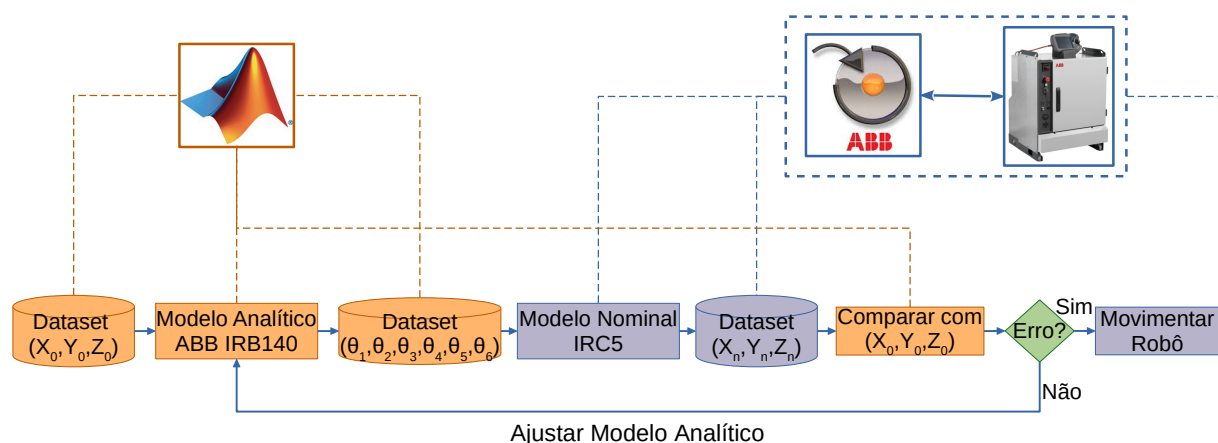 ABB
ABB
Dataset
(X₀,Y₀,Z₀)
Modelo Analítico
ABB IRB140
Dataset
(θ₁,θ₂,θ₃,θ₄,θ₅,θ₆)
Modelo Nominal
IRC5
Dataset
(Xₙ,Yₙ,Zₙ)
Comparar com
(X₀,Y₀,Z₀)
Erro?
Sim
Movimentar
Robô
Não
Ajustar Modelo Analítico